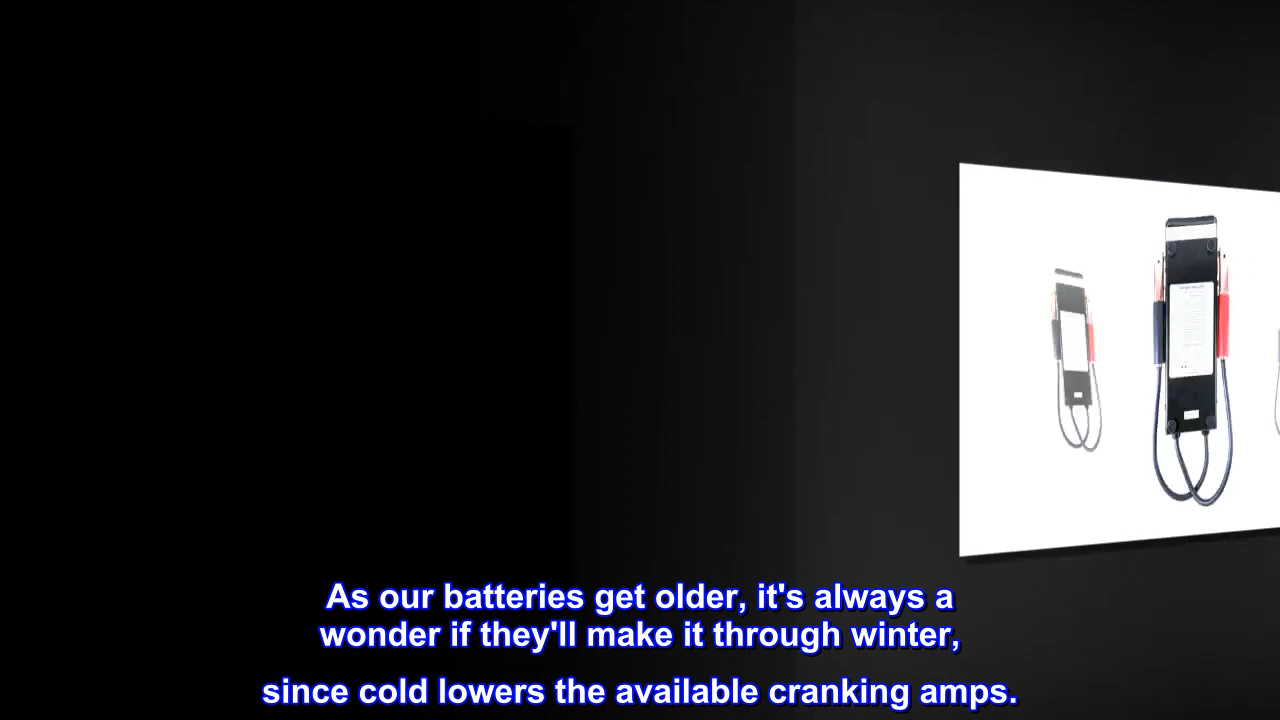 As our batteries get older, it's always a
wonder if they'll make it through winter,
since cold lowers the available cranking amps.